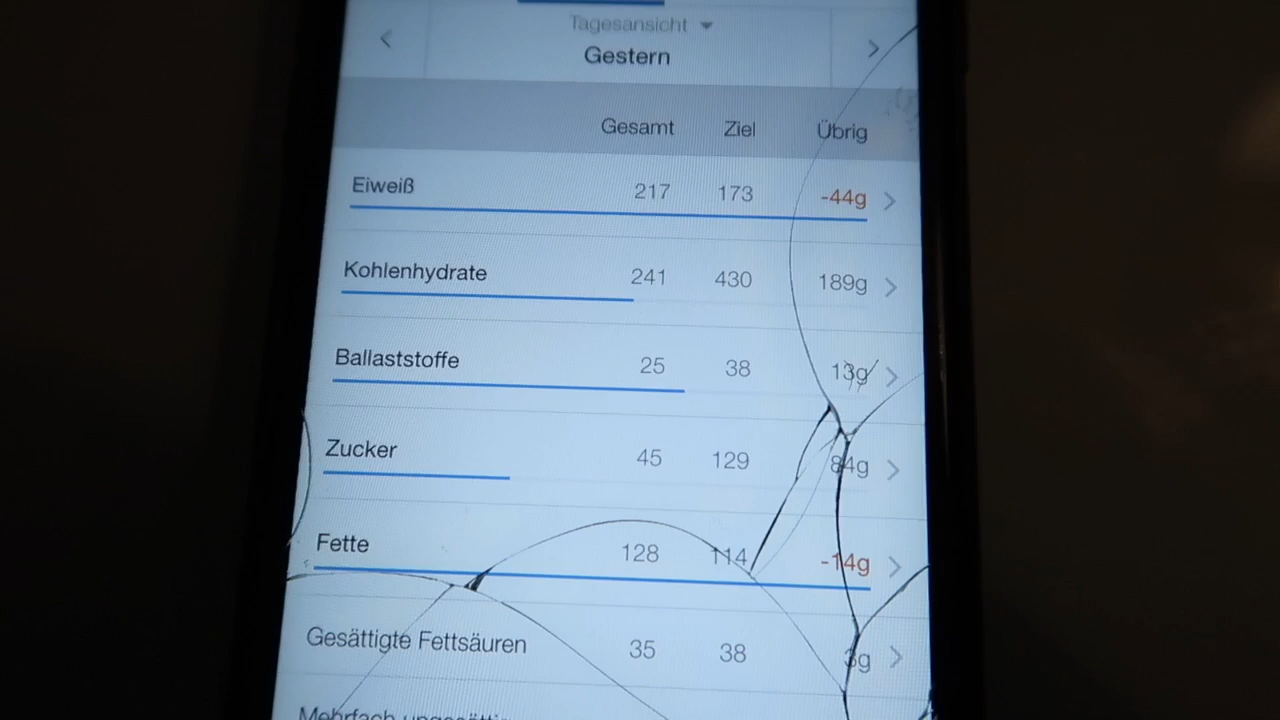 Tagesansicht
Gestern
Gesamt Ziel Übrig
Eiweiß 217 173 -44g
Kohlenhydrate 241 430 189g
Ballaststoffe 25 38 13g
Zucker 45 129 84g
Fette 128 114 -14g
Gesättigte Fettsäuren 35 38 3g
Mehrfach